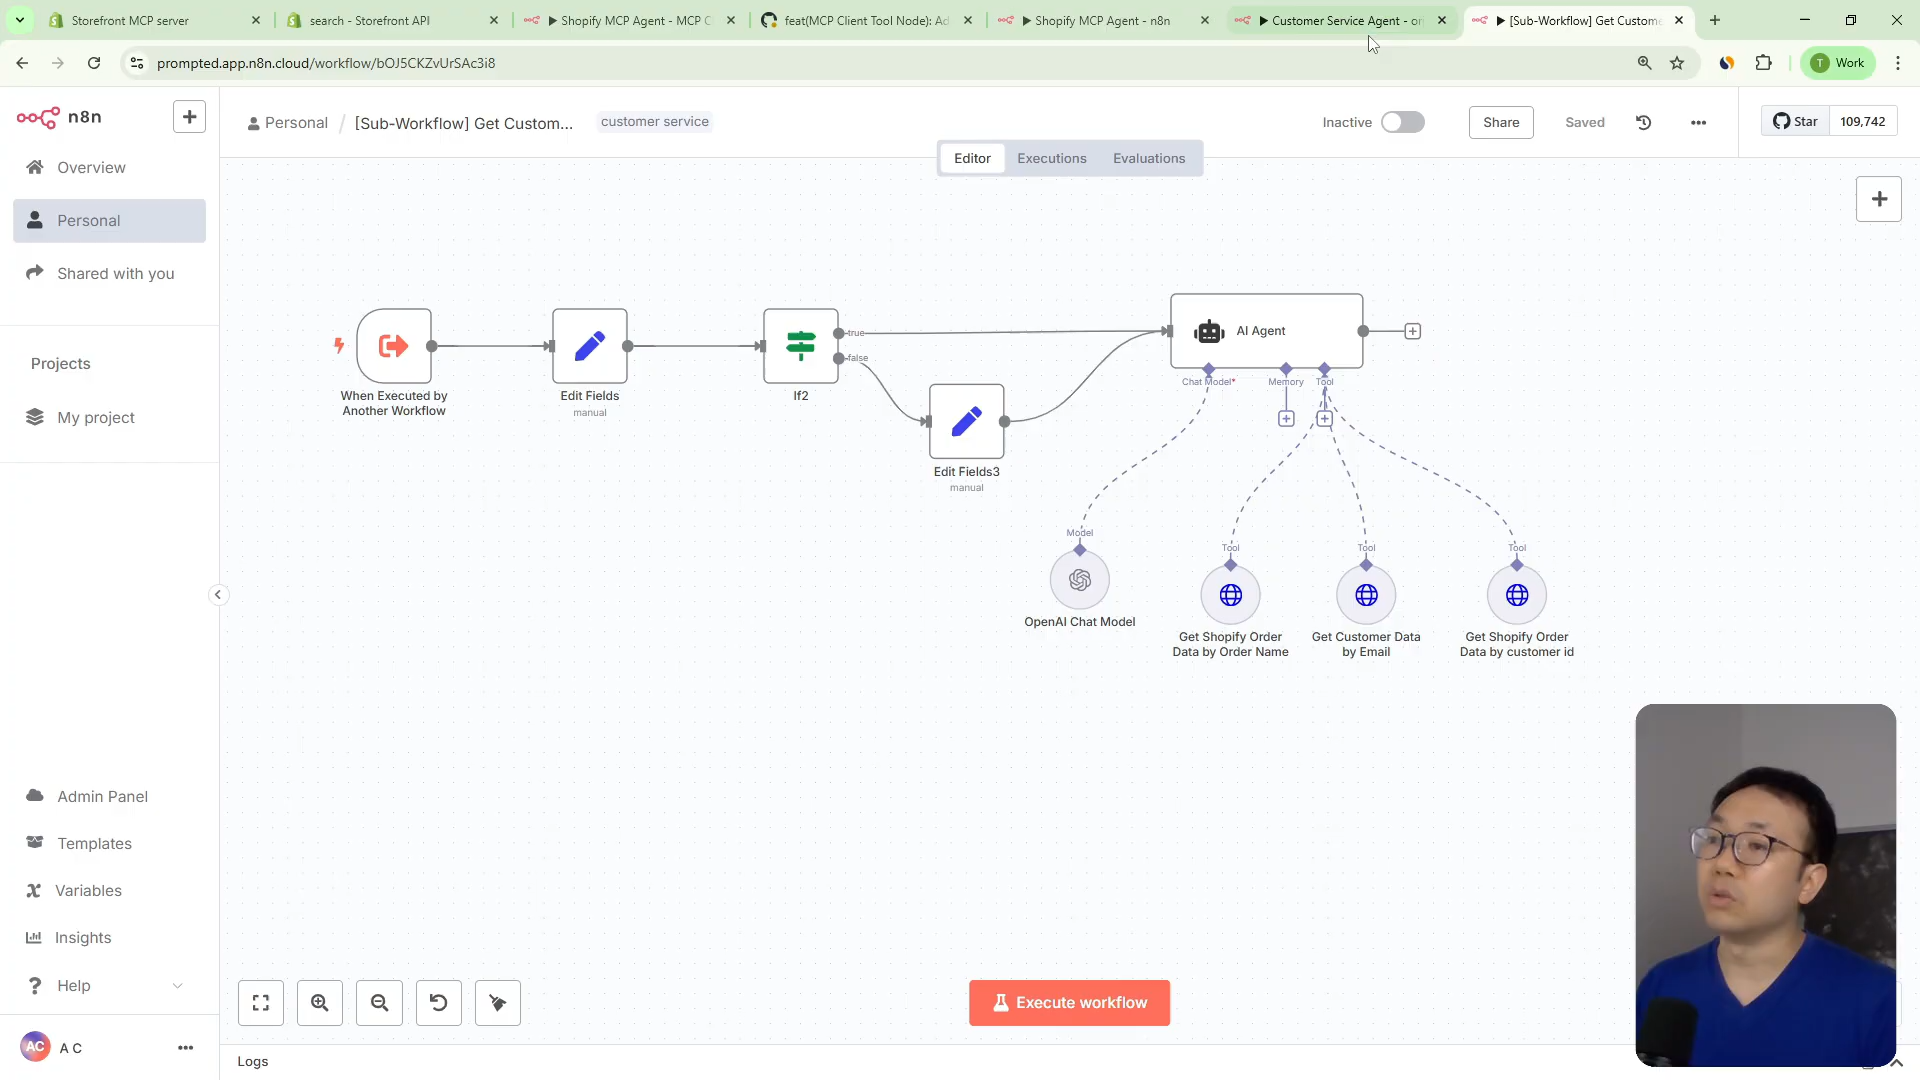 Storefront MCP server
search - Storefront API
Shopify MCP Agent - MCP C
feat(MCP Client Tool Node): Ad
Shopify MCP Agent - n8n
Customer Service Agent - or
[Sub-Workflow] Get Custome
prompted.app.n8n.cloud/workflow/bOJ5CKZvUrSAc3i8
T Work
n8n
Personal / [Sub-Workflow] Get Custom...
customer service
Inactive
Share
Saved
Star 109,742
Editor
Executions
Evaluations
Overview
Personal
Shared with you
Projects
My project
Admin Panel
Templates
Variables
Insights
Help
AC A C
When Executed by
Another Workflow
Edit Fields
manual
true
false
If2
Edit Fields3
manual
AI Agent
Chat Model*
Memory
Tool
Model
Tool
Tool
Tool
OpenAI Chat Model
Get Shopify Order
Data by Order Name
Get Customer Data
by Email
Get Shopify Order
Data by customer id
Execute workflow
Logs